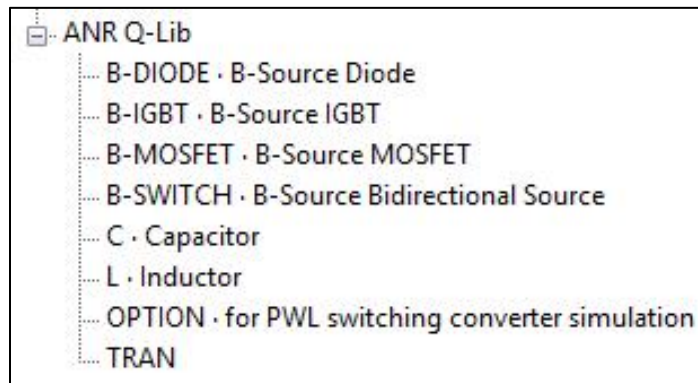 ANR Q-Lib
B-DIODE · B-Source Diode
B-IGBT · B-Source IGBT
B-MOSFET · B-Source MOSFET
B-SWITCH · B-Source Bidirectional Source
C · Capacitor
L · Inductor
OPTION · for PWL switching converter simulation
TRAN